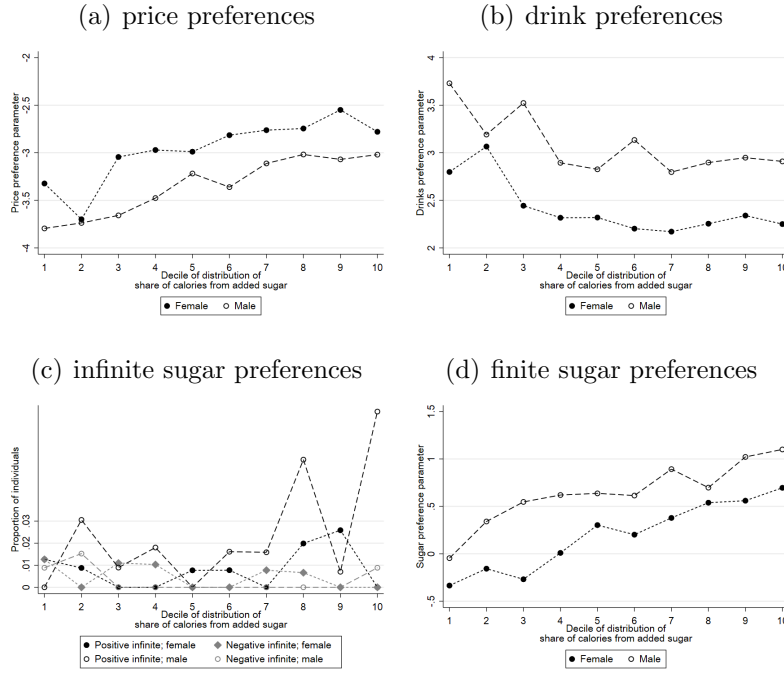 (a) price preferences
Price preference parameter
-2
-2.5
-3
-3.5
-4
1 2 3 4 5 6 7 8 9 10
Decile of distribution of
share of calories from added sugar
Female Male
(b) drink preferences
Drinks preference parameter
4
3.5
3
2.5
2
1 2 3 4 5 6 7 8 9 10
Decile of distribution of
share of calories from added sugar
Female Male
(c) infinite sugar preferences
Proportion of individuals
.03
.02
.01
0
1 2 3 4 5 6 7 8 9 10
Decile of distribution of
share of calories from added sugar
Positive infinite; female Negative infinite; female
Positive infinite; male Negative infinite; male
(d) finite sugar preferences
Sugar preference parameter
1.5
1
.5
0
-.5
1 2 3 4 5 6 7 8 9 10
Decile of distribution of
share of calories from added sugar
Female Male